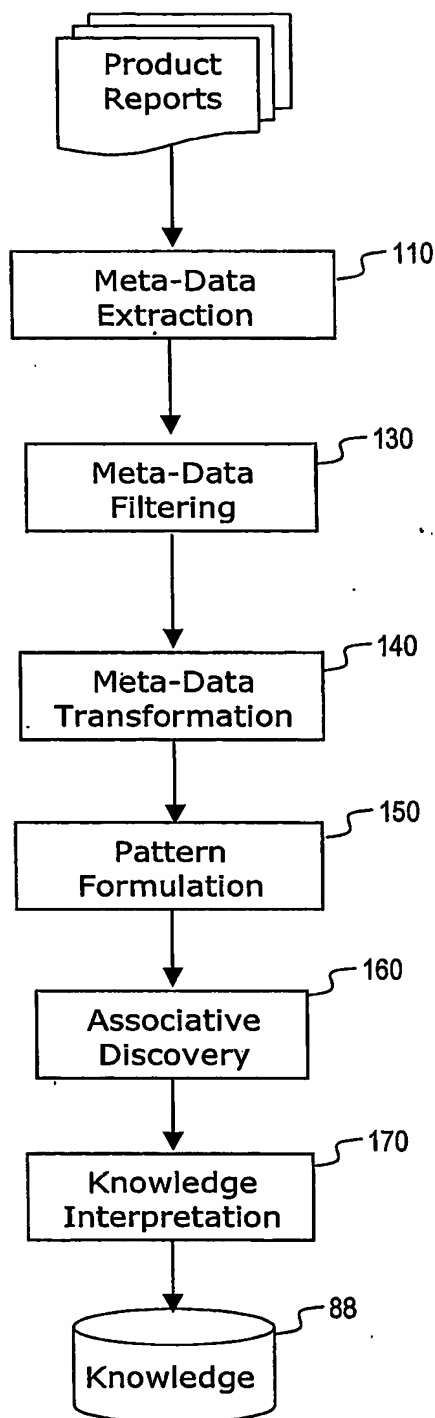 Product
Reports
110
Meta-Data
Extraction
130
Meta-Data
Filtering
140
Meta-Data
Transformation
150
Pattern
Formulation
160
Associative
Discovery
170
Knowledge
Interpretation
88
Knowledge